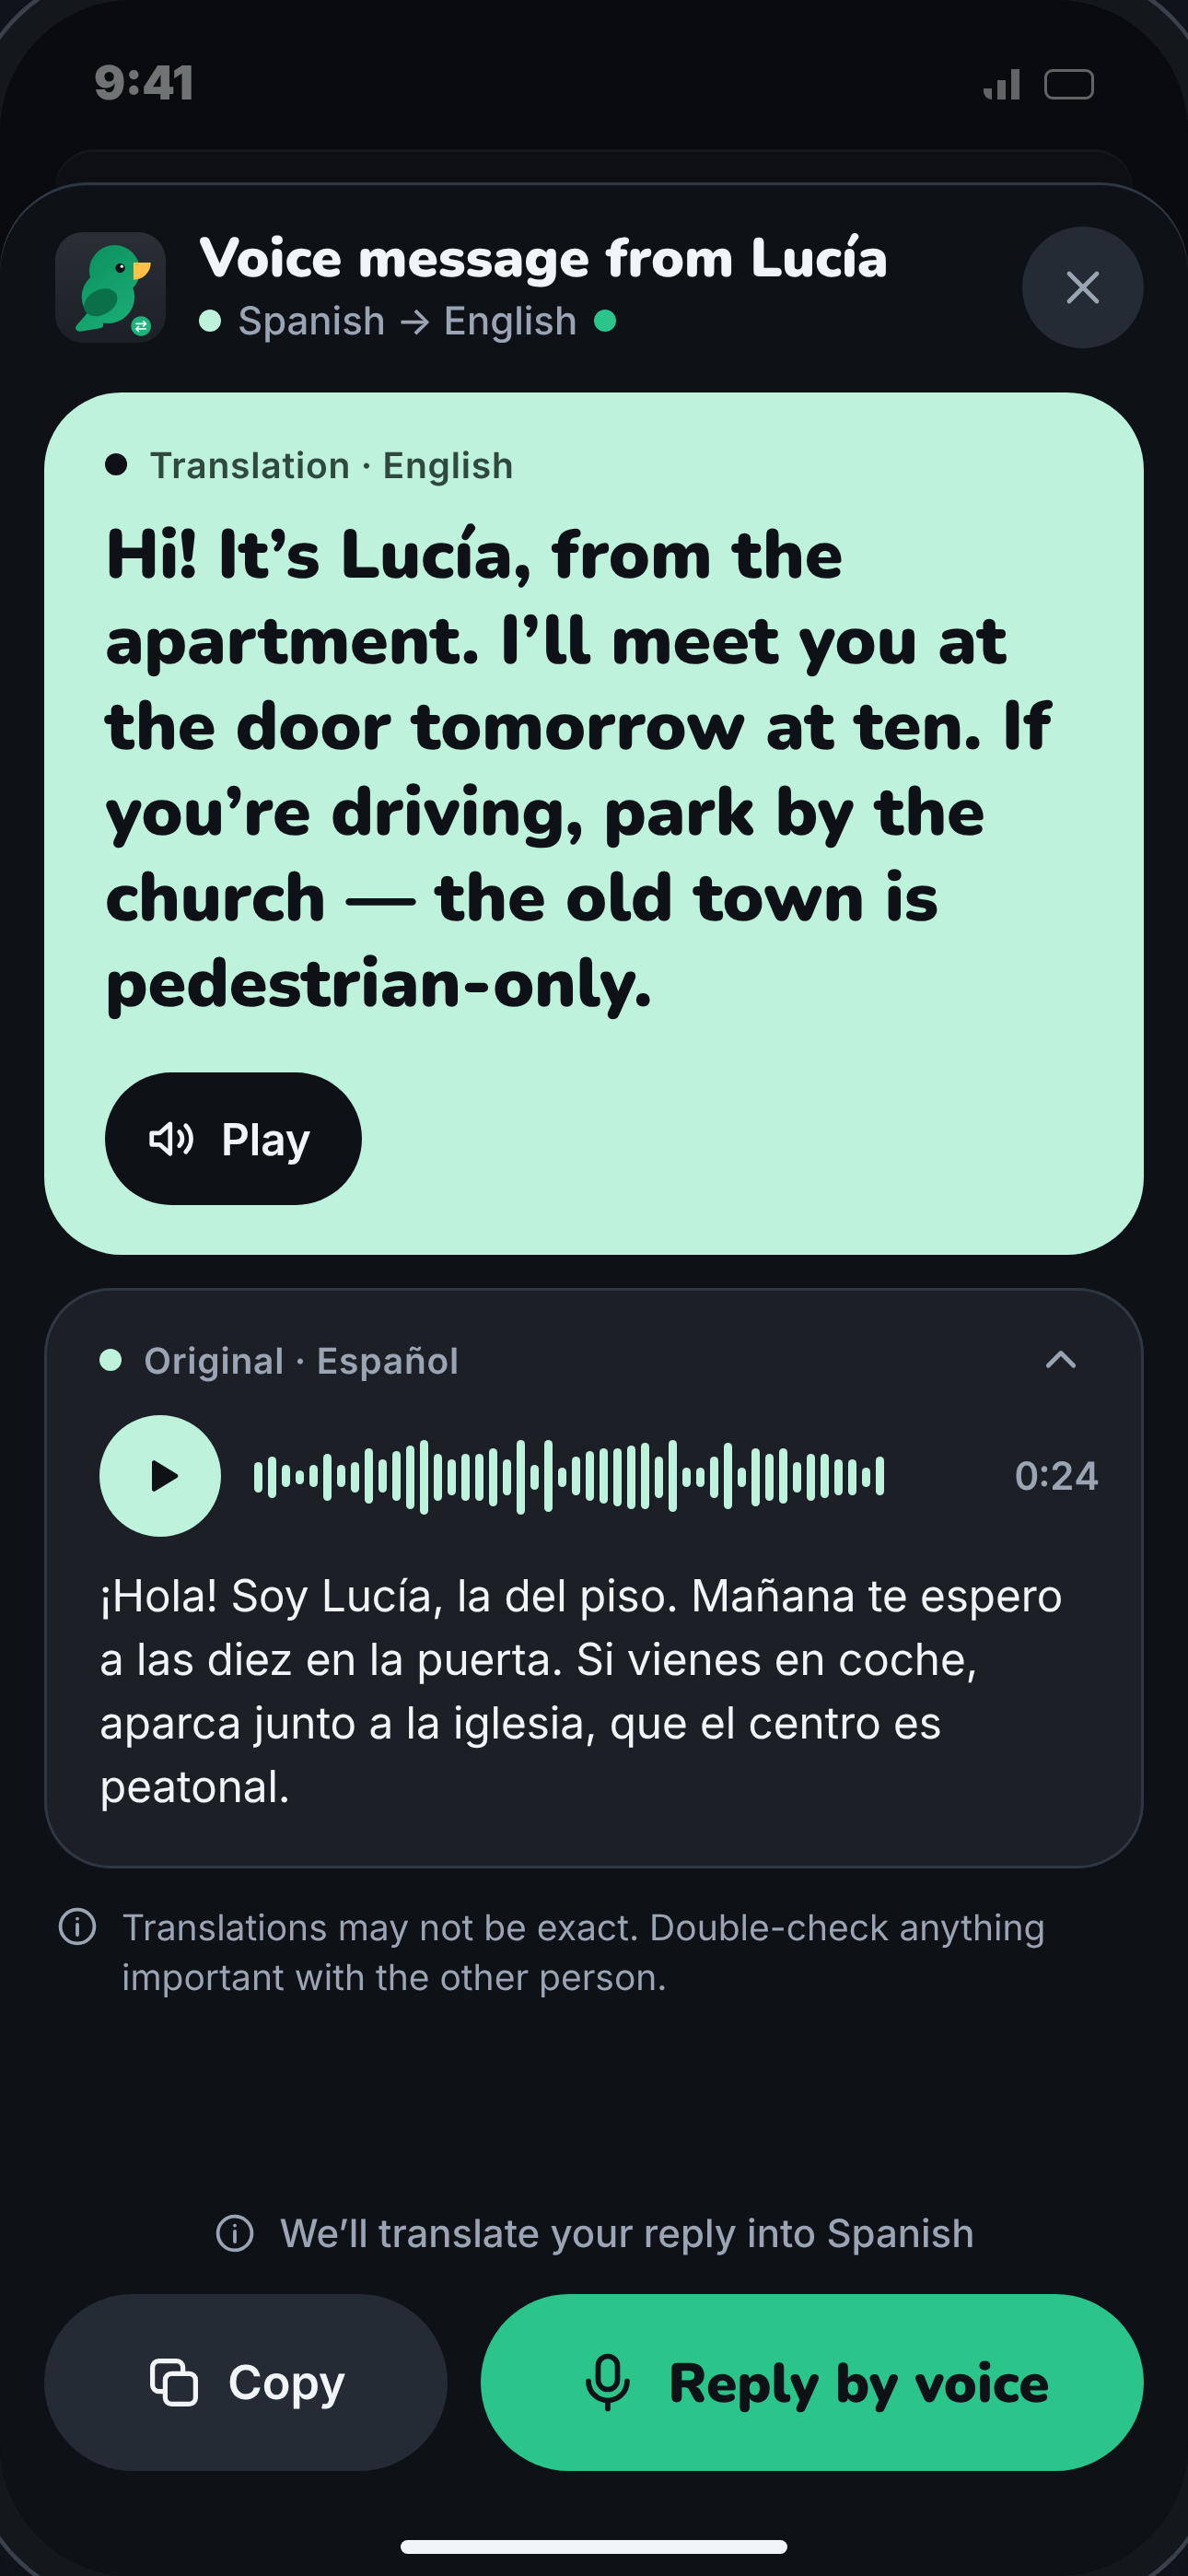 9:41
Voice message from Lucía
Spanish → English
Translation · English
Hi! It’s Lucía, from the
apartment. I’ll meet you at
the door tomorrow at ten. If
you’re driving, park by the
church — the old town is
pedestrian-only.
Play
Original · Español
0:24
¡Hola! Soy Lucía, la del piso. Mañana te espero
a las diez en la puerta. Si vienes en coche,
aparca junto a la iglesia, que el centro es
peatonal.
Translations may not be exact. Double-check anything
important with the other person.
We’ll translate your reply into Spanish
Copy
Reply by voice